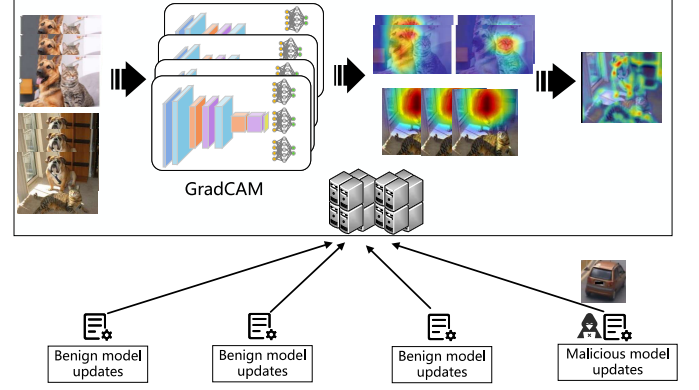 GradCAM
Benign model
updates
Benign model
updates
Benign model
updates
Malicious model
updates